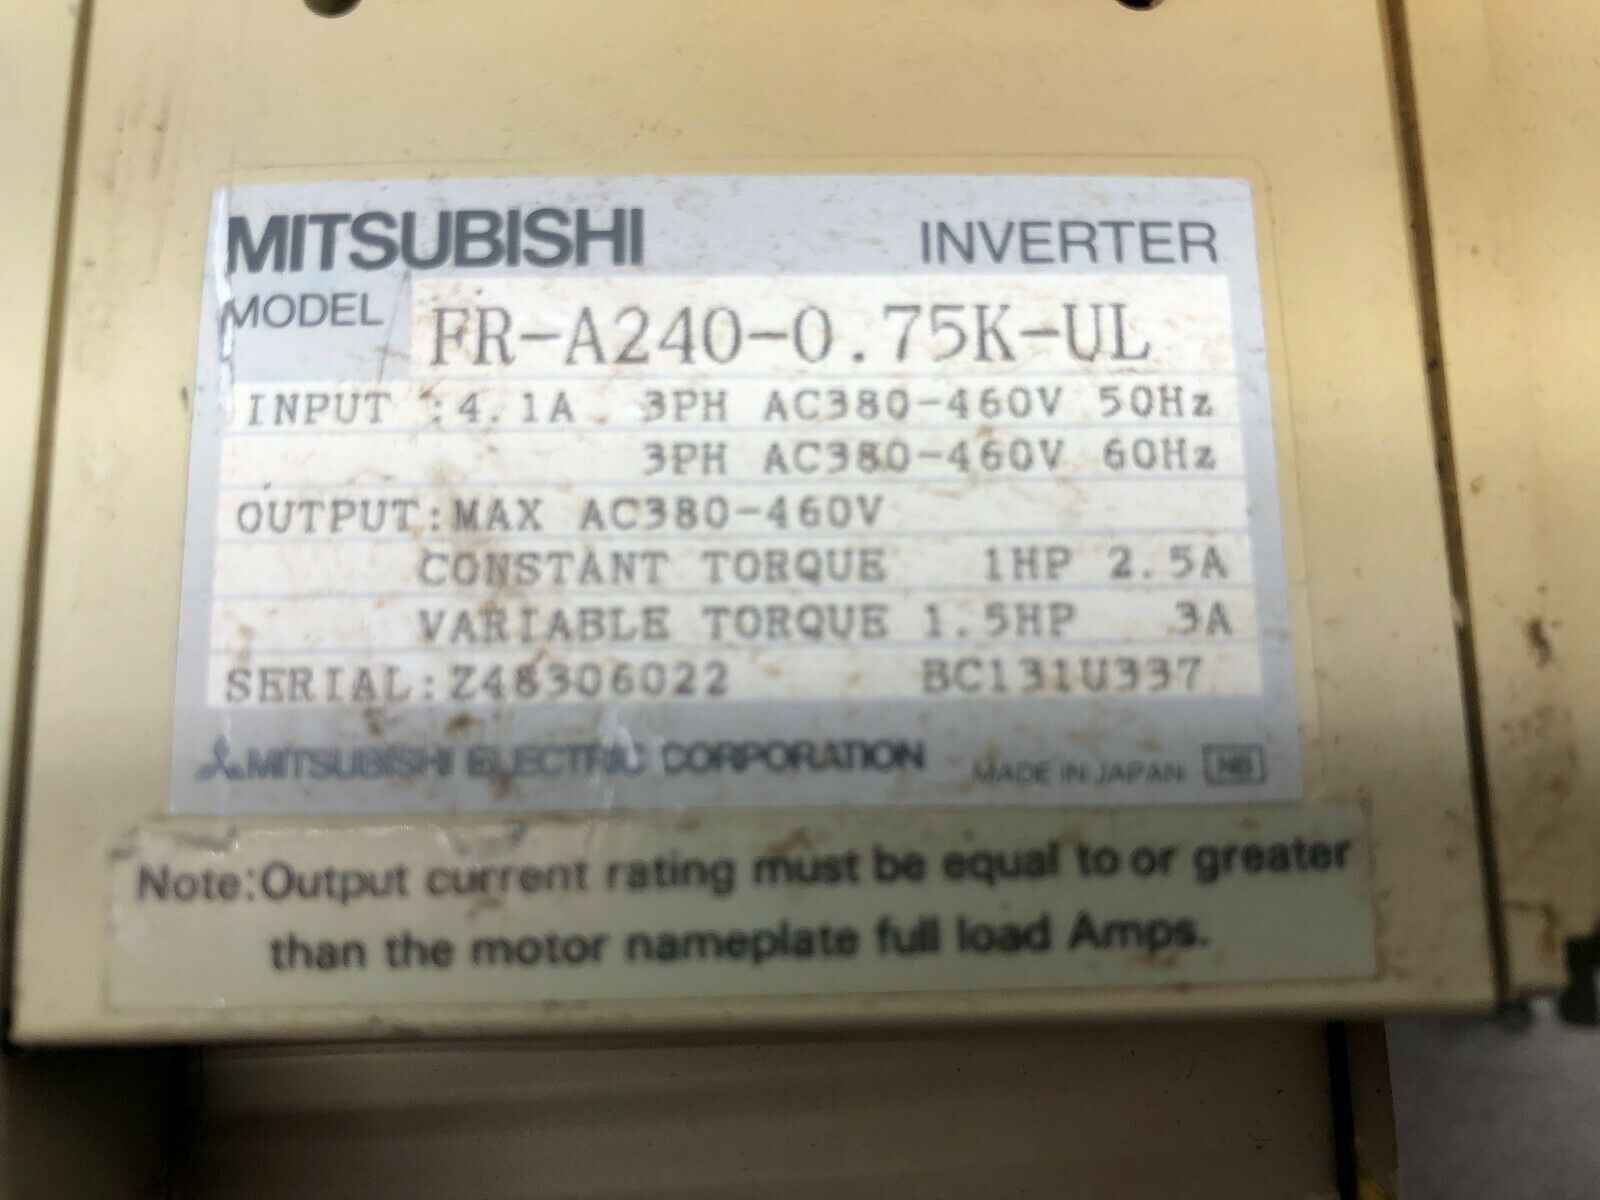 MITSUBISHI INVERTER
MODEL FR-A240-0.75K-UL
INPUT :4.1A 3PH AC380-460V 50Hz
3PH AC380-460V 60Hz
OUTPUT:MAX AC380-460V
CONSTANT TORQUE 1HP 2.5A
VARIABLE TORQUE 1.5HP 3A
SERIAL:Z48306022 BC131U337
MITSUBISHI ELECTRIC CORPORATION MADE IN JAPAN
Note:Output current rating must be equal to or greater
than the motor nameplate full load Amps.